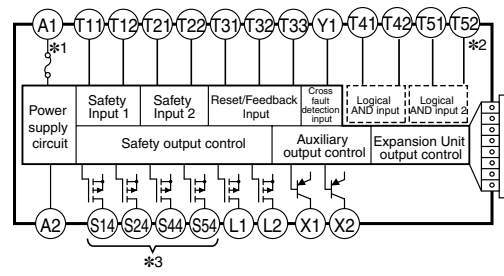 A1 T11 T12 T21 T22 T31 T32 T33 Y1 T41 T42 T51 T52
*1 *2
Power supply circuit
Safety Input 1
Safety Input 2
Reset/Feedback Input
Cross fault detection input
Logical AND input
Logical AND input 2
Safety output control
Auxiliary output control
Expansion Unit output control
A2 S14 S24 S44 S54 L1 L2 X1 X2
*3